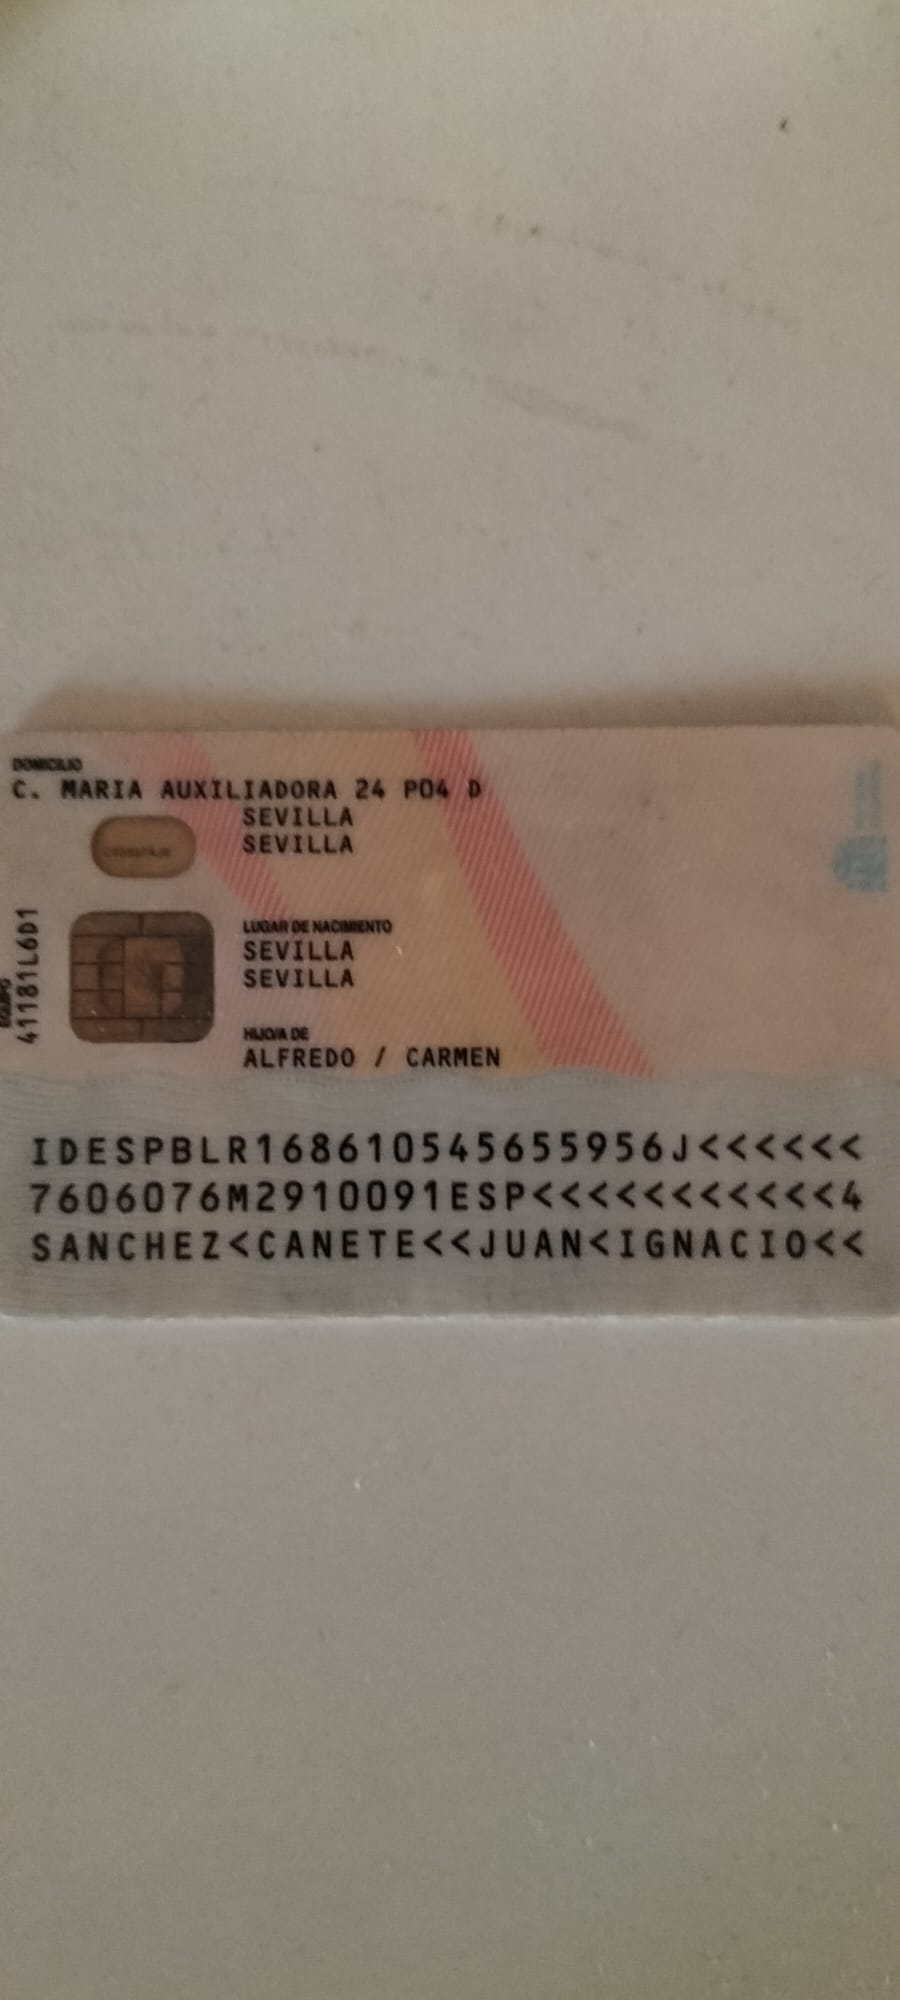 DOMICILIO
C. MARIA AUXILIADORA 24 P04 D
SEVILLA
SEVILLA
LUGAR DE NACIMIENTO
SEVILLA
SEVILLA
HIJO/A DE
ALFREDO / CARMEN
EQUIPO
41181L6D1
IDESPBLR168610545655956J<<<<<<
7606076M2910091ESP<<<<<<<<<<<4
SANCHEZ<CANETE<<JUAN<IGNACIO<<